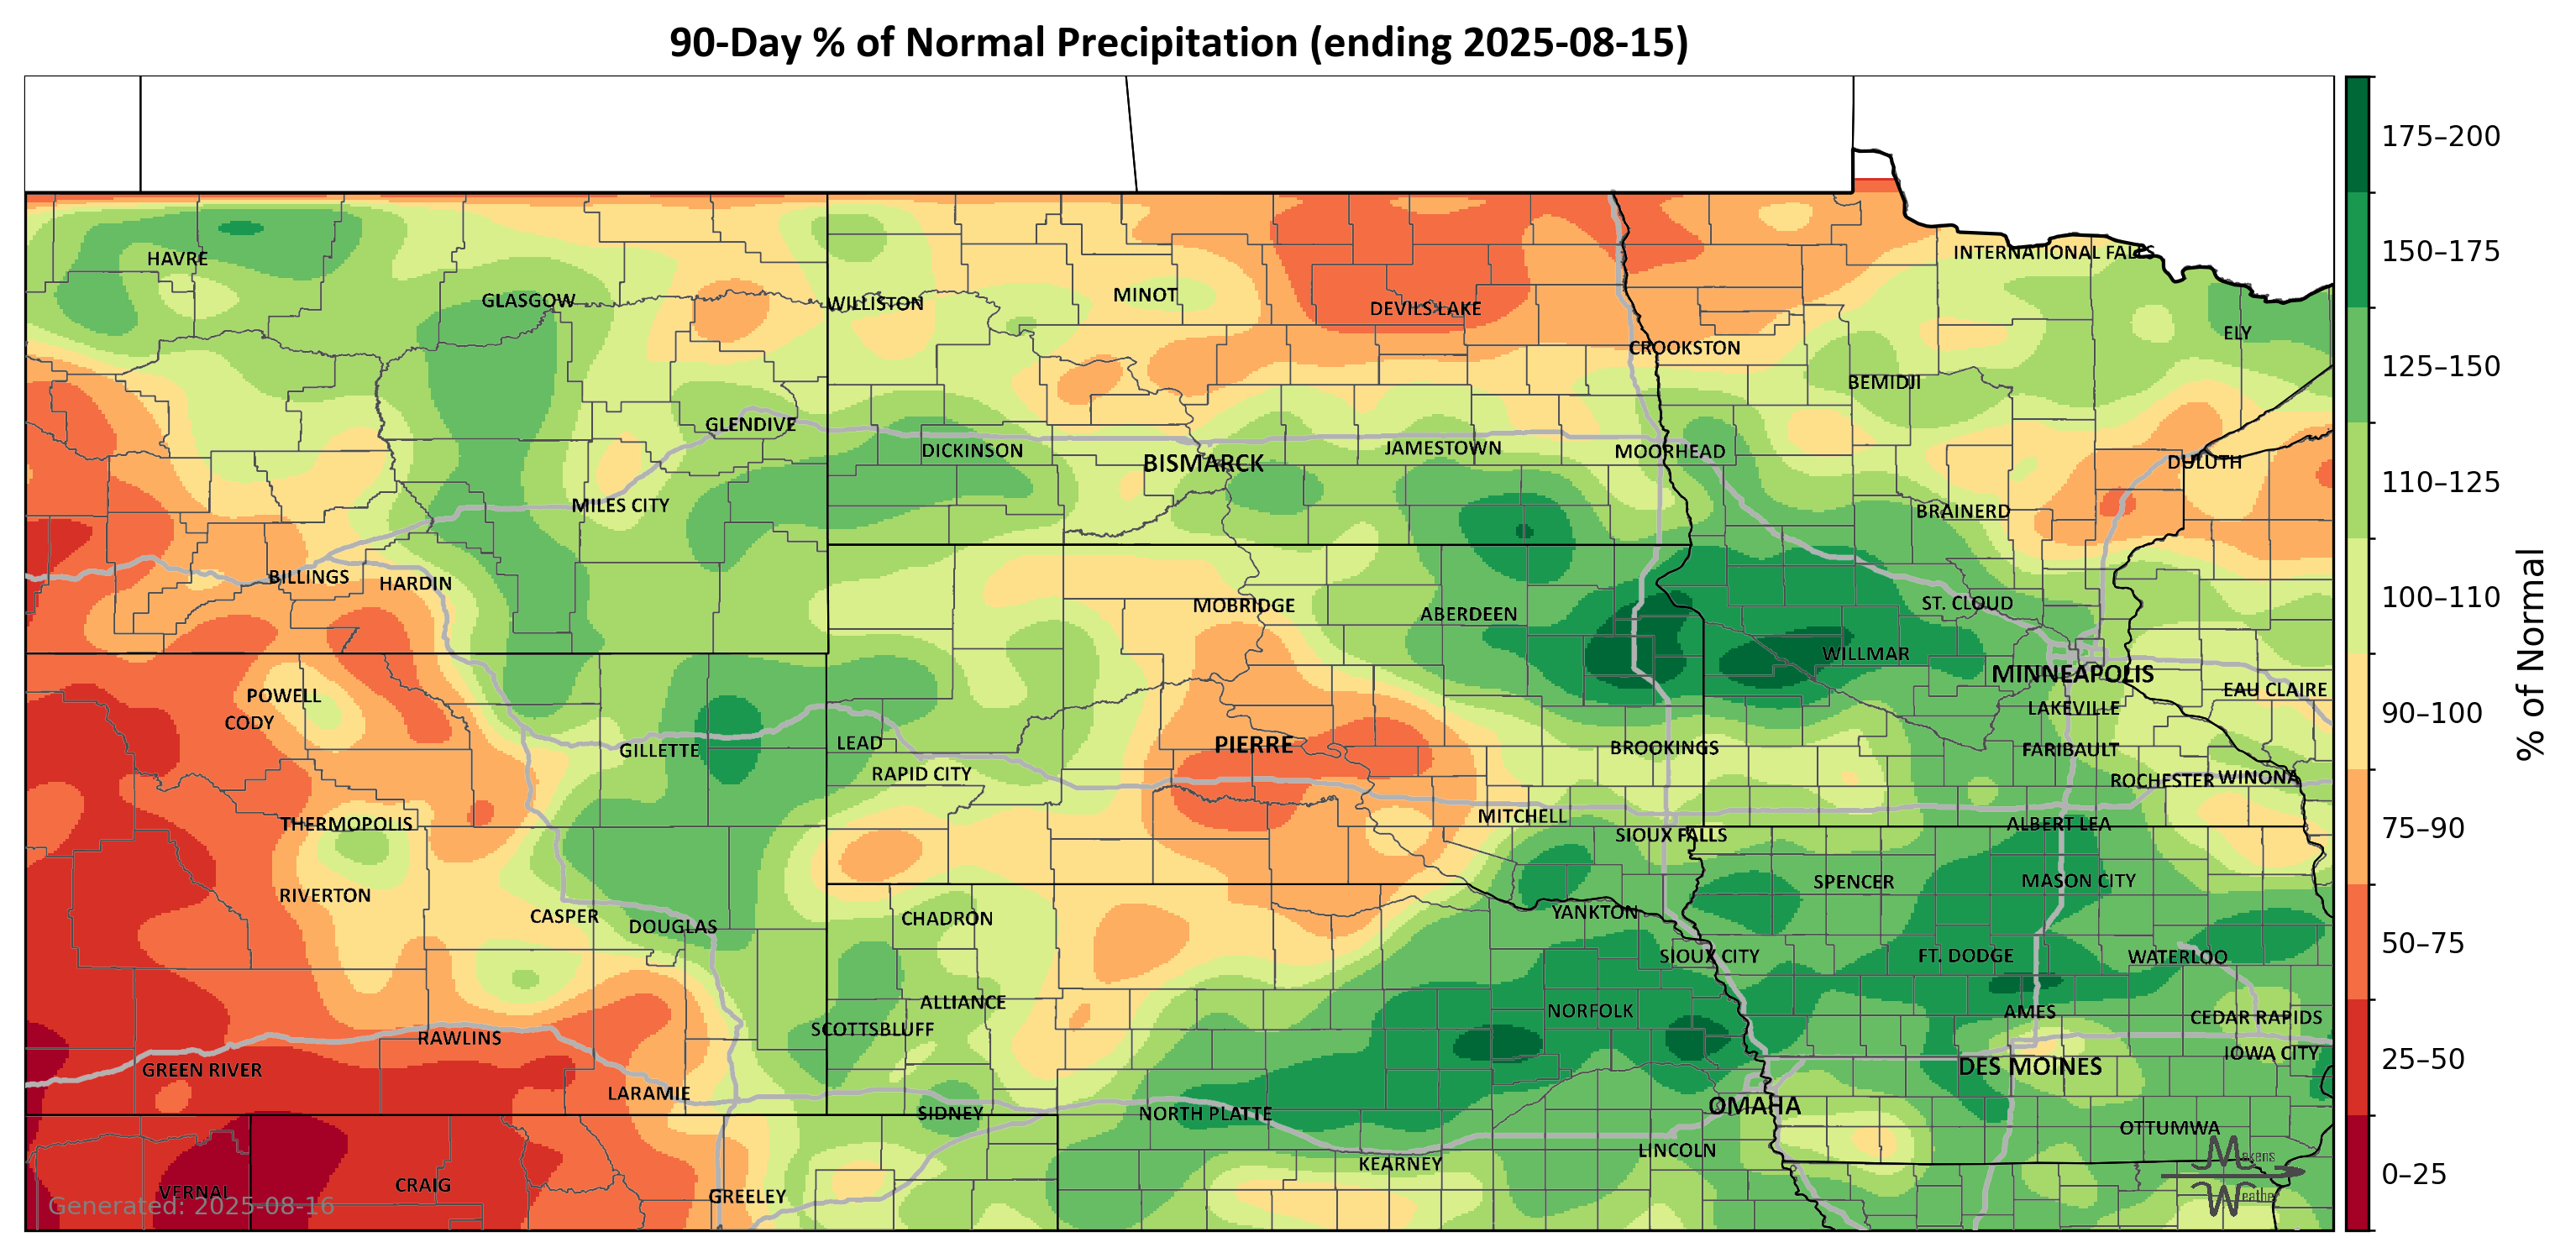 90-Day % of Normal Precipitation (ending 2025-08-15)
175–200
INTERNATIONAL FALLS
150–175
HAVRE
GLASGOW
WILLISTON
MINOT
DEVILS LAKE
ELY
CROOKSTON
125–150
BEMIDJI
GLENDIVE
DICKINSON
BISMARCK
JAMESTOWN
MOORHEAD
DULUTH
110–125
MILES CITY
BRAINERD
BILLINGS
HARDIN
MOBRIDGE
ABERDEEN
ST. CLOUD
100–110
WILLMAR
MINNEAPOLIS
EAU CLAIRE
POWELL
CODY
LAKEVILLE
90–100
GILLETTE
LEAD
PIERRE
BROOKINGS
FARIBAULT
% of Normal
RAPID CITY
ROCHESTER
WINONA
THERMOPOLIS
MITCHELL
SIOUX FALLS
ALBERT LEA
75–90
RIVERTON
SPENCER
MASON CITY
CASPER
DOUGLAS
CHADRON
YANKTON
50–75
SIOUX CITY
FT. DODGE
WATERLOO
ALLIANCE
NORFOLK
AMES
CEDAR RAPIDS
SCOTTSBLUFF
RAWLINS
IOWA CITY
25–50
GREEN RIVER
DES MOINES
LARAMIE
SIDNEY
NORTH PLATTE
OMAHA
OTTUMWA
LINCOLN
KEARNEY
Makens
Weather
0–25
VERNAL
CRAIG
GREELEY
Generated: 2025-08-16